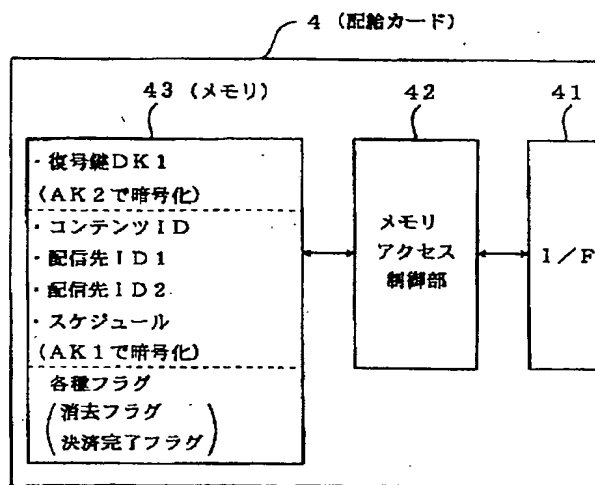 4 (配給カード)
43 (メモリ)
42
41
・復号鍵DK1
(AK2で暗号化)
・コンテンツID
・配信先ID1
・配信先ID2
・スケジュール
(AK1で暗号化)
各種フラグ
(消去フラグ
決済完了フラグ)
メモリ
アクセス
制御部
I/F